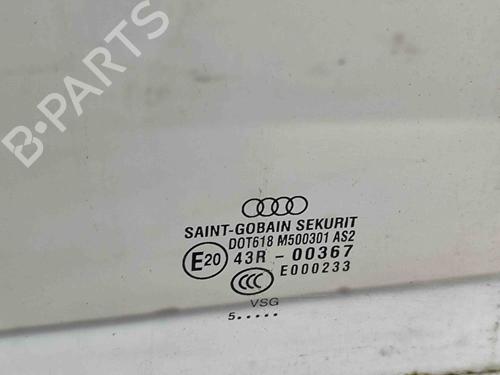 B-PARTS
SAINT-GOBAIN SEKURIT
DOT618 M500301 AS2
E20 43R - 00367
CCC E000233
VSG
5.....